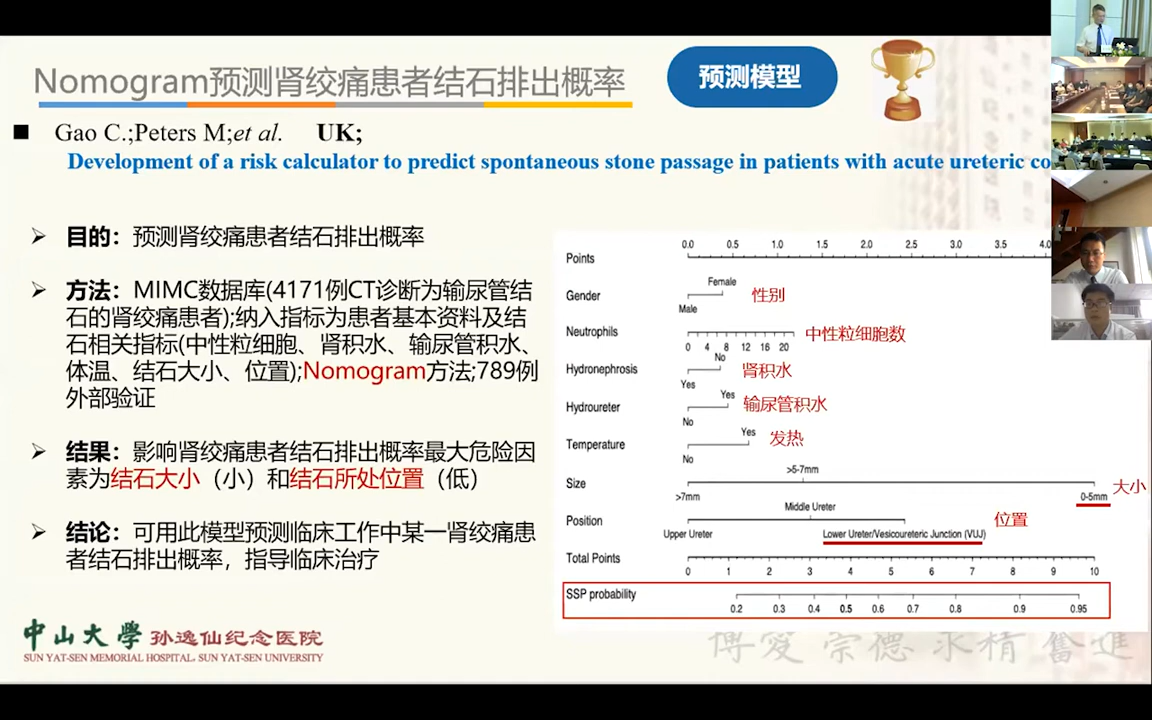 Nomogram预测肾绞痛患者结石排出概率
预测模型
■ Gao C.;Peters M;et al. UK;
Development of a risk calculator to predict spontaneous stone passage in patients with acute ureteric co
➢ 目的：预测肾绞痛患者结石排出概率
➢ 方法：MIMC数据库(4171例CT诊断为输尿管结
石的肾绞痛患者);纳入指标为患者基本资料及结
石相关指标(中性粒细胞、肾积水、输尿管积水、
体温、结石大小、位置);Nomogram方法;789例
外部验证
➢ 结果：影响肾绞痛患者结石排出概率最大危险因
素为结石大小（小）和结石所处位置（低）
➢ 结论：可用此模型预测临床工作中某一肾绞痛患
者结石排出概率，指导临床治疗
0.0 0.5 1.0 1.5 2.0 2.5 3.0 3.5 4.0
Points
Female
Gender 性别
Male
Neutrophils 中性粒细胞数
0 4 8 12 16 20
No
Hydronephrosis 肾积水
Yes
Yes
Hydroureter 输尿管积水
No
Yes
Temperature 发热
No
>5-7mm
Size 大小
>7mm 0-5mm
Middle Ureter
Position 位置
Upper Ureter Lower Ureter/Vesicoureteric Junction (VUJ)
Total Points
0 1 2 3 4 5 6 7 8 9 10
SSP probability
0.2 0.3 0.4 0.5 0.6 0.7 0.8 0.9 0.95
中山大學 孙逸仙纪念医院
SUN YAT-SEN MEMORIAL HOSPITAL, SUN YAT-SEN UNIVERSITY
博愛 崇德 求精 奮進